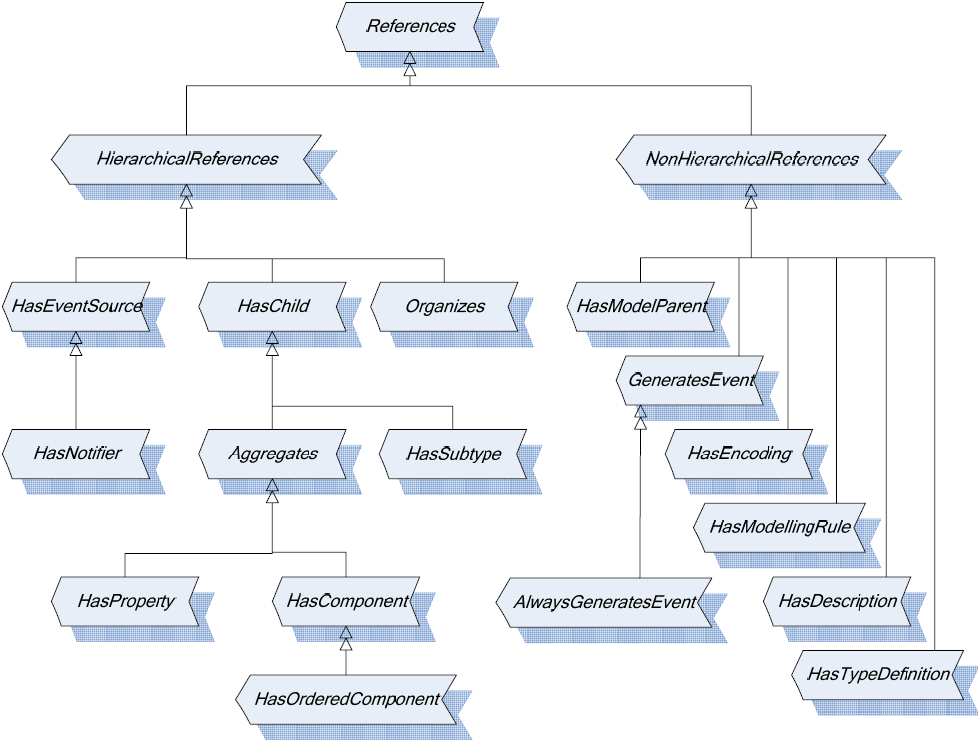 References
HierarchicalReferences
NonHierarchicalReferences
HasEventSource
HasChild
Organizes
HasModelParent
GeneratesEvent
HasNotifier
Aggregates
HasSubtype
HasEncoding
HasModellingRule
HasProperty
HasComponent
AlwaysGeneratesEvent
HasDescription
HasTypeDefinition
HasOrderedComponent